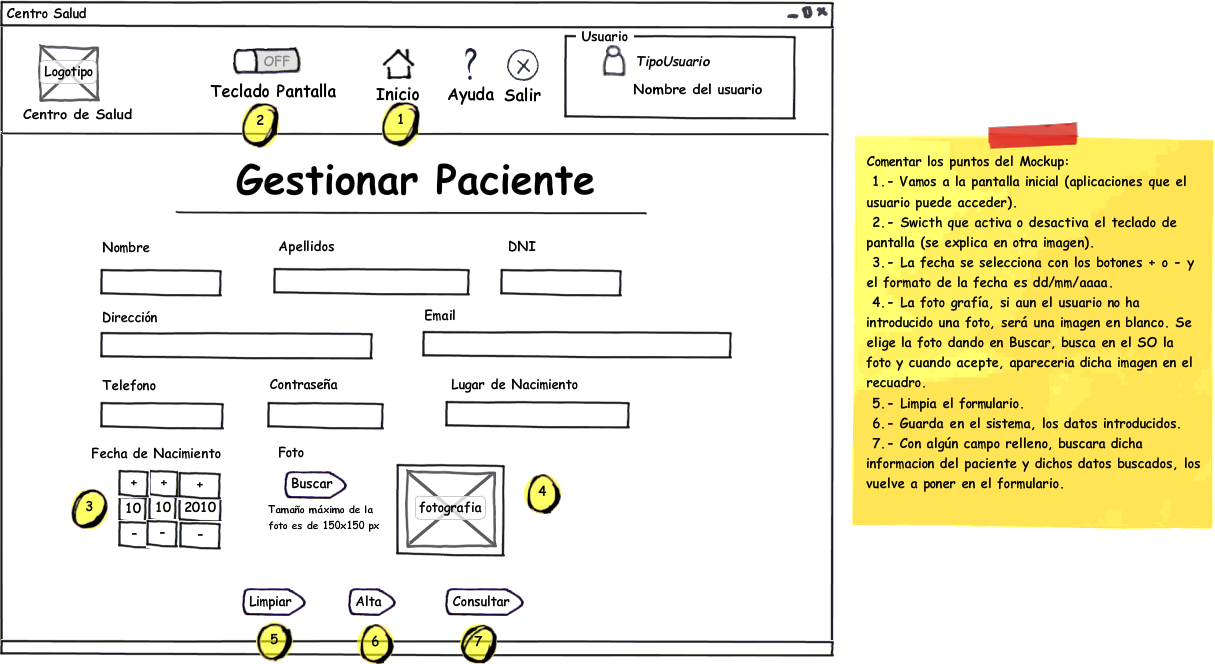 Centro Salud
Logotipo
Centro de Salud
OFF
Teclado Pantalla
2
Inicio
1
?
Ayuda
Salir
Usuario
TipoUsuario
Nombre del usuario
Gestionar Paciente
Nombre
Apellidos
DNI
Dirección
Email
Telefono
Contraseña
Lugar de Nacimiento
Fecha de Nacimiento
Foto
3
+ + +
10 10 2010
- - -
Buscar
Tamaño máximo de la
foto es de 150x150 px
fotografia
4
Limpiar
Alta
Consultar
5
6
7
Comentar los puntos del Mockup:
1.- Vamos a la pantalla inicial (aplicaciones que el
usuario puede acceder).
2.- Swicth que activa o desactiva el teclado de
pantalla (se explica en otra imagen).
3.- La fecha se selecciona con los botones + o - y
el formato de la fecha es dd/mm/aaaa.
4.- La foto grafía, si aun el usuario no ha
introducido una foto, será una imagen en blanco. Se
elige la foto dando en Buscar, busca en el SO la
foto y cuando acepte, apareceria dicha imagen en el
recuadro.
5.- Limpia el formulario.
6.- Guarda en el sistema, los datos introducidos.
7.- Con algún campo relleno, buscara dicha
informacion del paciente y dichos datos buscados, los
vuelve a poner en el formulario.